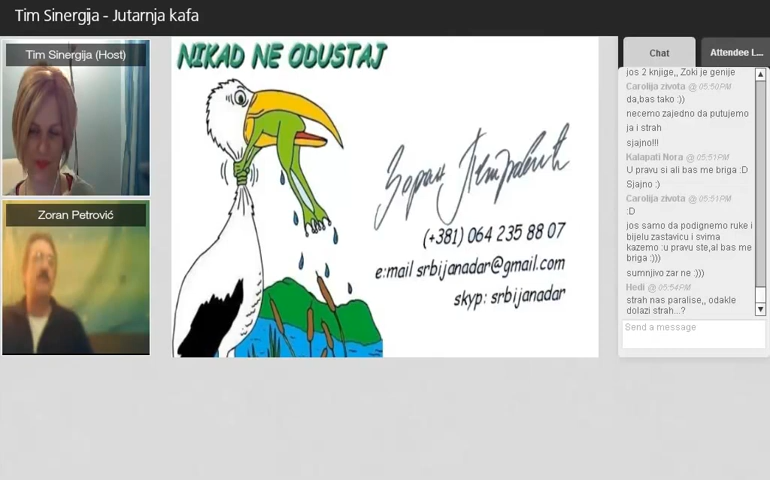 Tim Sinergija - Jutarnja kafa
Tim Sinergija (Host)
Zoran Petrović
NIKAD NE ODUSTAJ
Зоран Петровић
(+381) 064 235 88 07
e:mail srbijanadar@gmail.com
skyp: srbijanadar
Chat
Attendee L...
jos 2 knjige,, Zoki je genije
Carolija zivota @ 05:50PM
da,bas tako :))
necemo zajedno da putujemo
ja i strah
sjajno!!!
Kalapati Nora @ 05:51PM
U pravu si ali bas me briga :D
Sjajno :)
Carolija zivota @ 05:51PM
:D
jos samo da podignemo ruke i
bijelu zastavicu i svima
kazemo :u pravu ste,al bas me
briga :)))
sumnjivo zar ne :)))
Hedi @ 05:54PM
strah nas paralise,, odakle
dolazi strah...?
Send a message